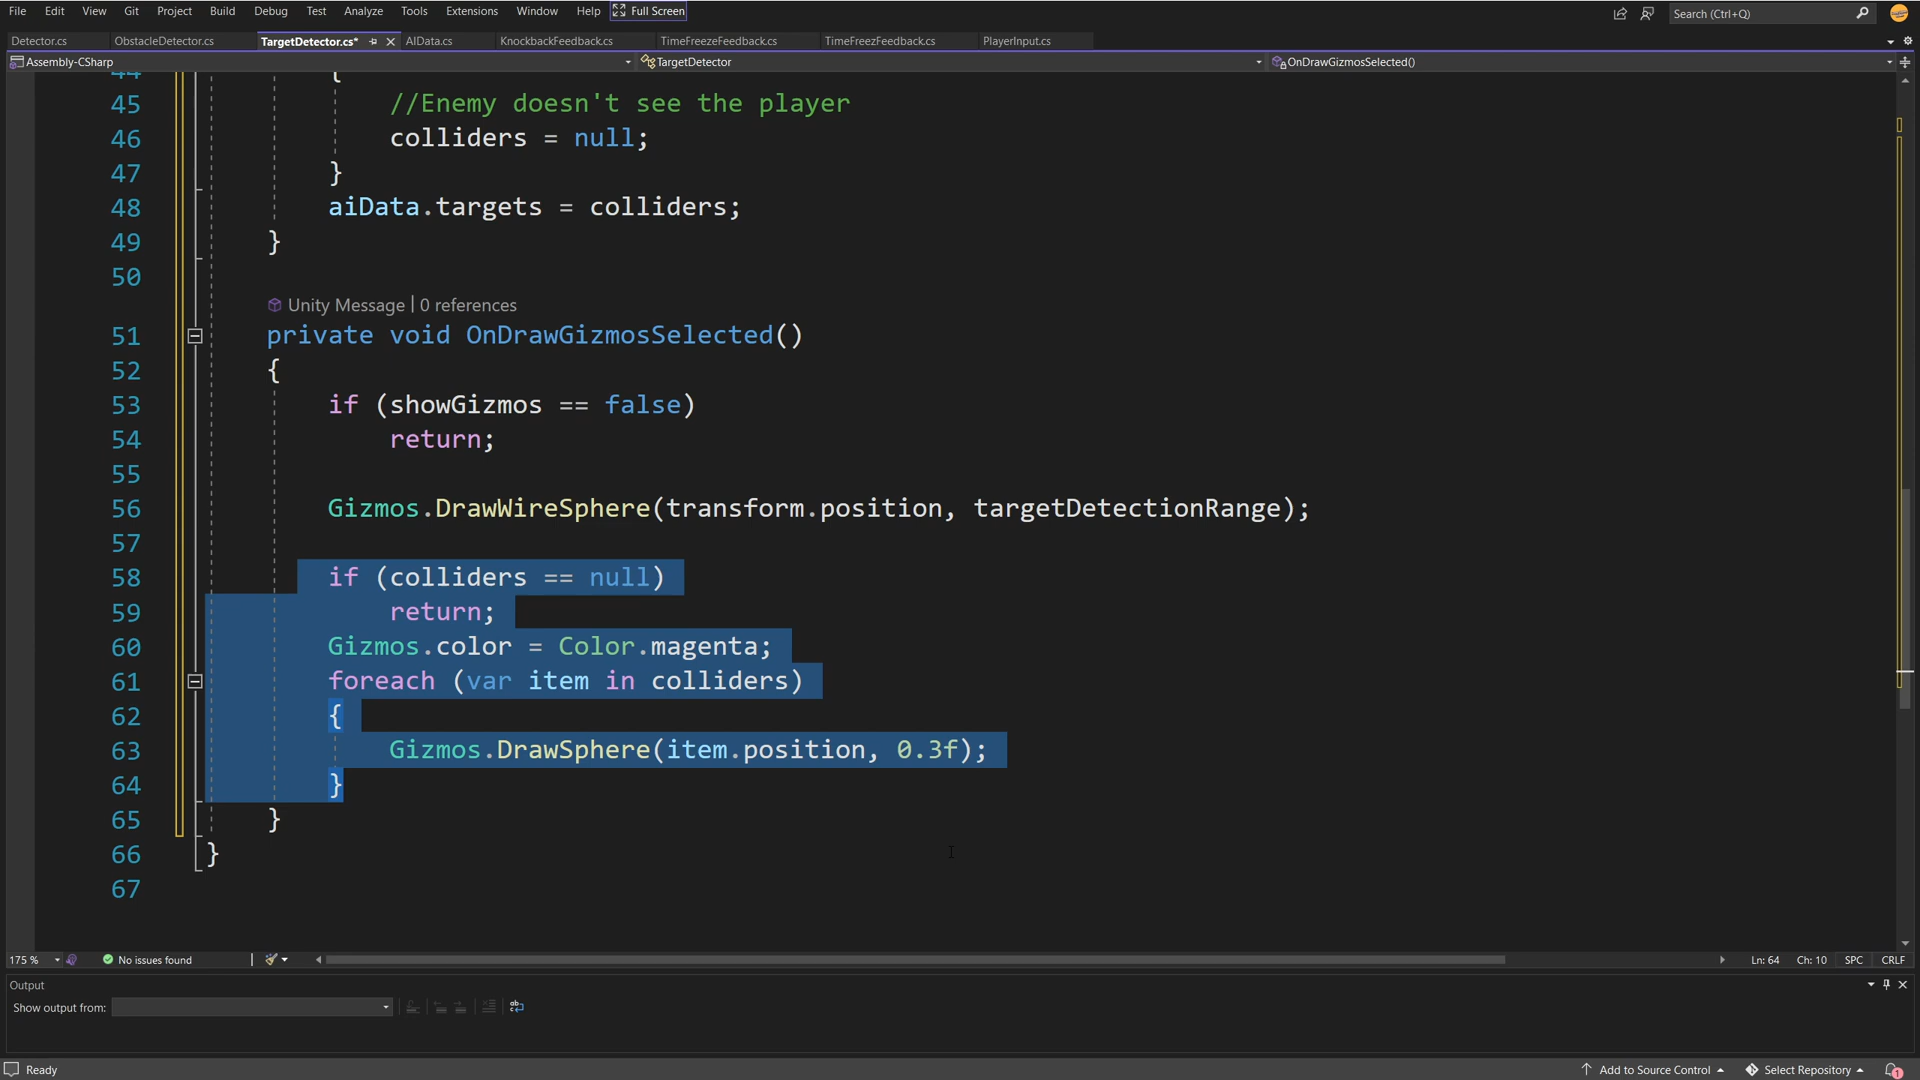 File Edit View Git Project Build Debug Test Analyze Tools Extensions Window Help Full Screen Search (Ctrl+Q)
Detector.cs ObstacleDetector.cs TargetDetector.cs* AIData.cs KnockbackFeedback.cs TimeFreezeFeedback.cs TimeFreezFeedback.cs PlayerInput.cs
Assembly-CSharp TargetDetector OnDrawGizmosSelected()
44 {
45 //Enemy doesn't see the player
46 colliders = null;
47 }
48 aiData.targets = colliders;
49 }
50
Unity Message | 0 references
51 private void OnDrawGizmosSelected()
52 {
53 if (showGizmos == false)
54 return;
55
56 Gizmos.DrawWireSphere(transform.position, targetDetectionRange);
57
58 if (colliders == null)
59 return;
60 Gizmos.color = Color.magenta;
61 foreach (var item in colliders)
62 {
63 Gizmos.DrawSphere(item.position, 0.3f);
64 }
65 }
66 }
67
175 % No issues found Ln: 64 Ch: 10 SPC CRLF
Output
Show output from:
Ready Add to Source Control Select Repository 1